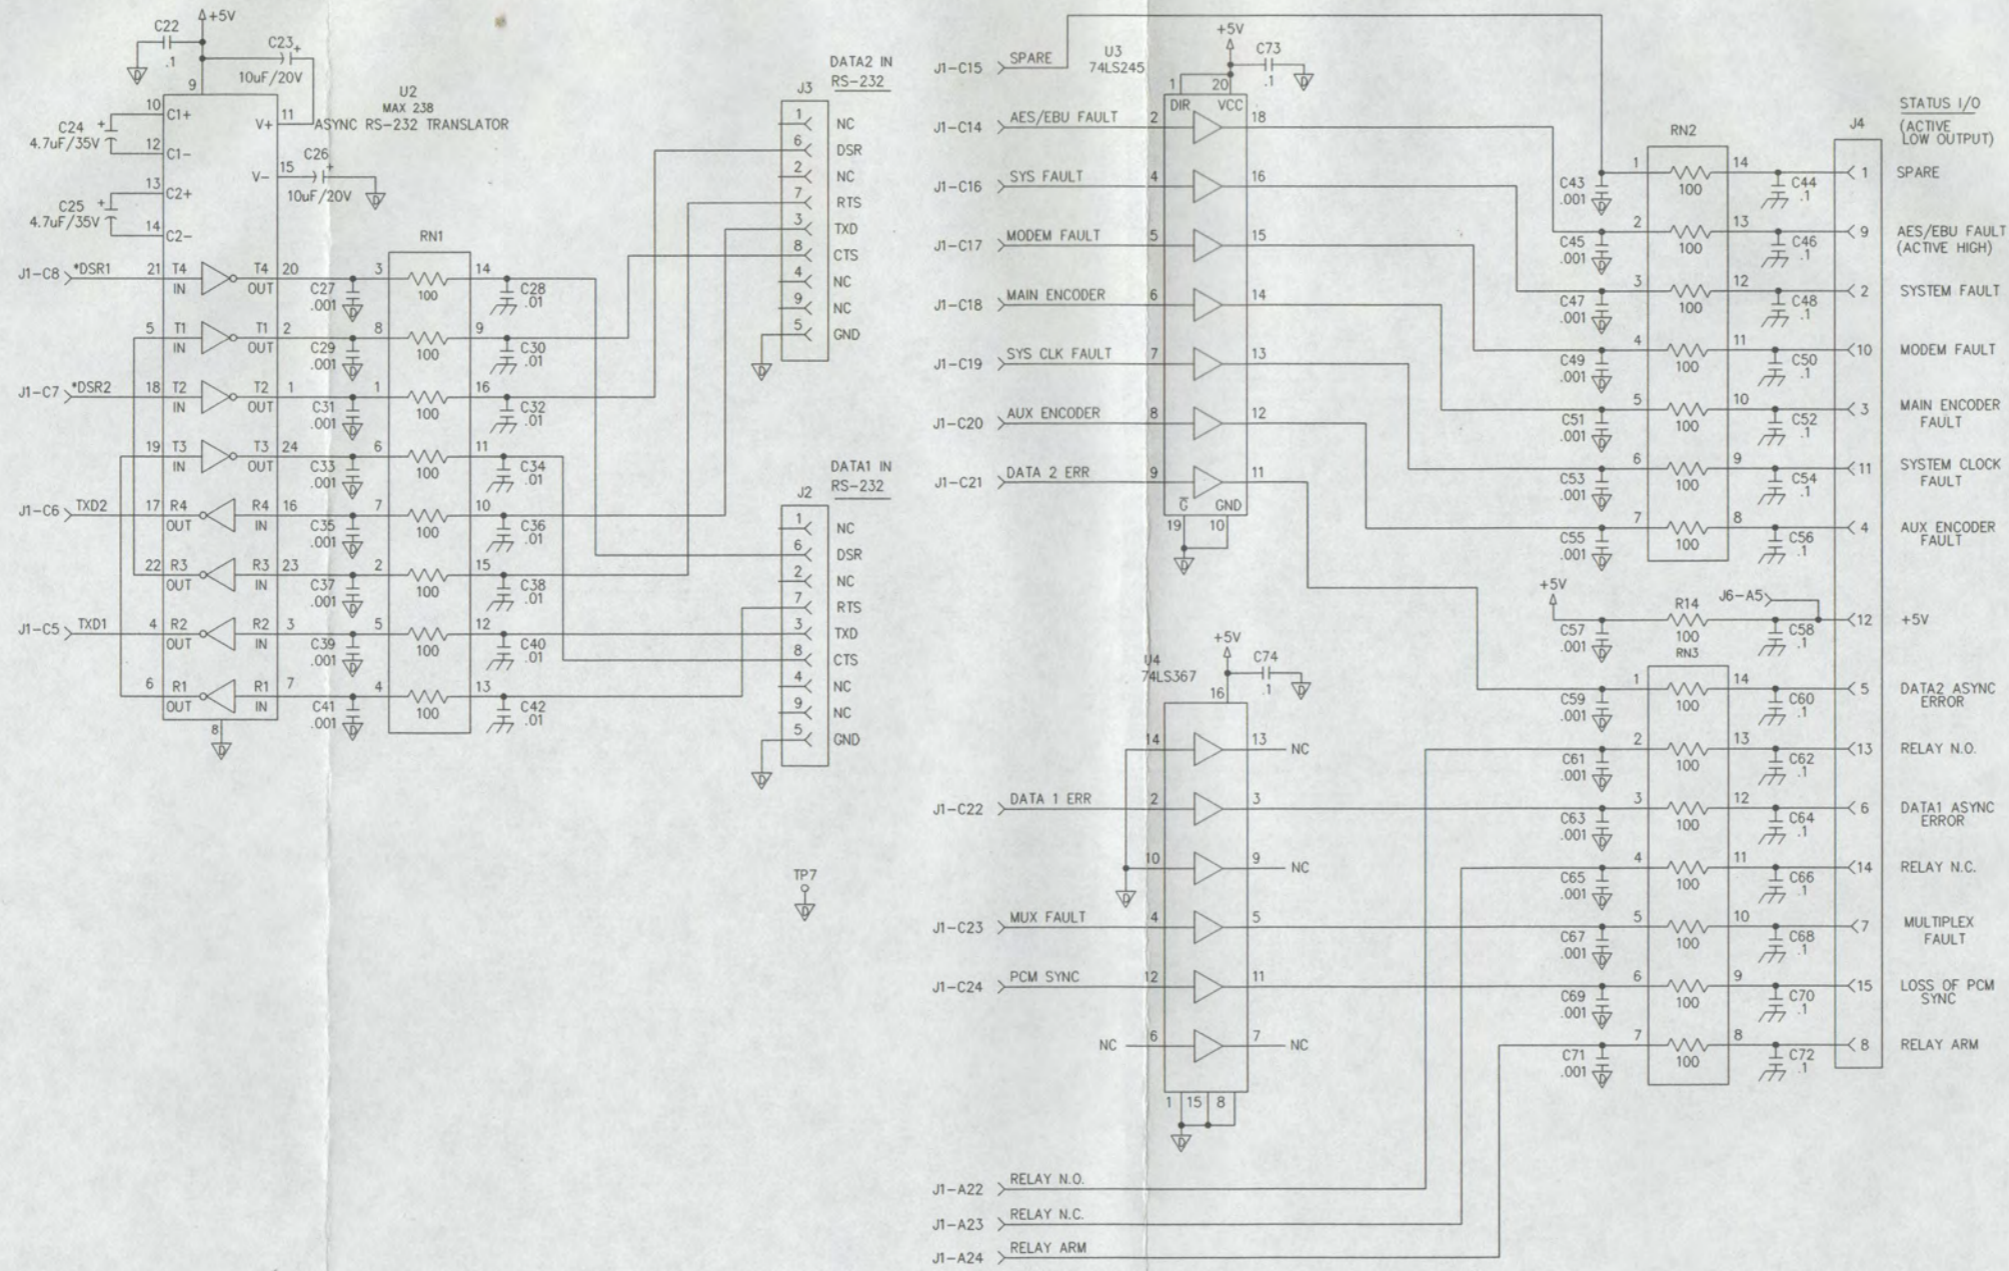 +5V
C22
.1
C23 +
10uF/20V
9
U2
MAX 238
ASYNC RS-232 TRANSLATOR
10 C1+
11
V+
C24 +
4.7uF/35V
12 C1-
C26
15 +
V-
10uF/20V
D
13 C2+
C25 +
4.7uF/35V
14 C2-
RN1
J1-C8 *DSR1 21 T4 IN T4 OUT 20 C27 .001 3 100 14 C28 .01
5 T1 IN T1 OUT 2 C29 .001 8 100 9 C30 .01
J1-C7 *DSR2 18 T2 IN T2 OUT 1 C31 .001 1 100 16 C32 .01
19 T3 IN T3 OUT 24 C33 .001 6 100 11 C34 .01
J1-C6 TXD2 17 R4 OUT R4 IN 16 C35 .001 7 100 10 C36 .01
22 R3 OUT R3 IN 23 C37 .001 2 100 15 C38 .01
J1-C5 TXD1 4 R2 OUT R2 IN 3 C39 .001 5 100 12 C40 .01
6 R1 OUT R1 IN 7 C41 .001 4 100 13 C42 .01
8
D
DATA2 IN
RS-232
J3
1 NC
6 DSR
2 NC
7 RTS
3 TXD
8 CTS
4 NC
9 NC
5 GND
D
DATA1 IN
RS-232
J2
1 NC
6 DSR
2 NC
7 RTS
3 TXD
8 CTS
4 NC
9 NC
5 GND
D
TP7
D
J1-C15 SPARE
U3
74LS245
+5V
C73
.1
D
1 20
DIR VCC
J1-C14 AES/EBU FAULT 2 18
J1-C16 SYS FAULT 4 16
J1-C17 MODEM FAULT 5 15
J1-C18 MAIN ENCODER 6 14
J1-C19 SYS CLK FAULT 7 13
J1-C20 AUX ENCODER 8 12
J1-C21 DATA 2 ERR 9 11
G GND
19 10
D
U4
74LS367
+5V
C74
.1
D
16
14 13 NC
J1-C22 DATA 1 ERR 2 3
10 9 NC
D
J1-C23 MUX FAULT 4 5
J1-C24 PCM SYNC 12 11
NC 6 7 NC
1 15 8
D
J1-A22 RELAY N.O.
J1-A23 RELAY N.C.
J1-A24 RELAY ARM
STATUS I/O
(ACTIVE
LOW OUTPUT)
RN2
J4
C43 .001 1 100 14 C44 .1 1 SPARE
C45 .001 2 100 13 C46 .1 9 AES/EBU FAULT
(ACTIVE HIGH)
C47 .001 3 100 12 C48 .1 2 SYSTEM FAULT
C49 .001 4 100 11 C50 .1 10 MODEM FAULT
C51 .001 5 100 10 C52 .1 3 MAIN ENCODER
FAULT
C53 .001 6 100 9 C54 .1 11 SYSTEM CLOCK
FAULT
C55 .001 7 100 8 C56 .1 4 AUX ENCODER
FAULT
+5V
R14
J6-A5
C57 .001 100 C58 .1 12 +5V
RN3
C59 .001 1 100 14 C60 .1 5 DATA2 ASYNC
ERROR
C61 .001 2 100 13 C62 .1 13 RELAY N.O.
C63 .001 3 100 12 C64 .1 6 DATA1 ASYNC
ERROR
C65 .001 4 100 11 C66 .1 14 RELAY N.C.
C67 .001 5 100 10 C68 .1 7 MULTIPLEX
FAULT
C69 .001 6 100 9 C70 .1 15 LOSS OF PCM
SYNC
C71 .001 7 100 8 C72 .1 8 RELAY ARM